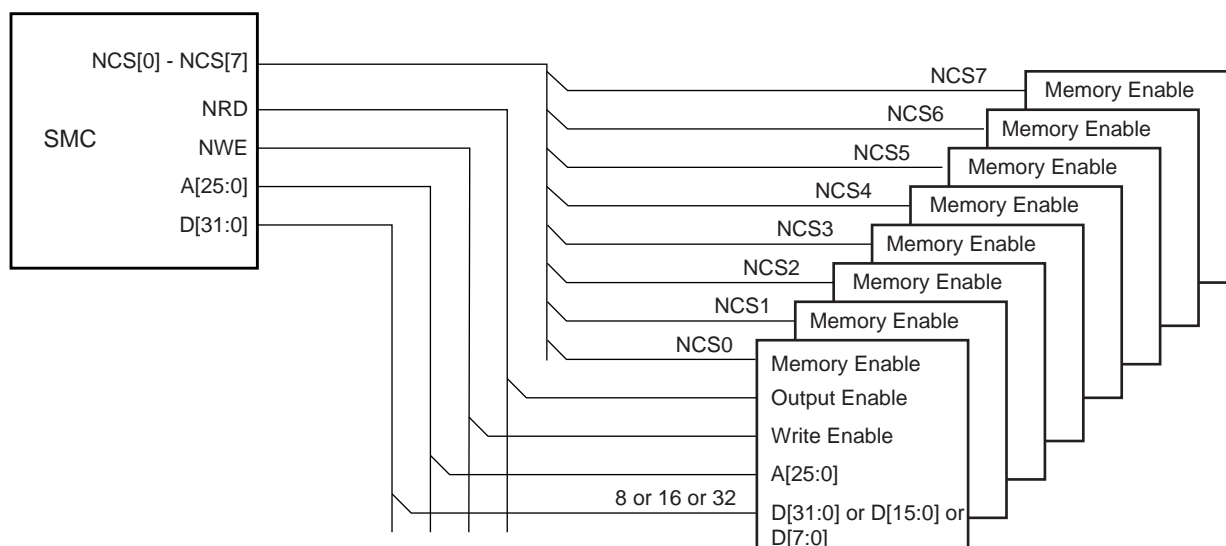 NCS[0] - NCS[7]
NRD
SMC
NWE
A[25:0]
D[31:0]
NCS7
Memory Enable
NCS6
Memory Enable
NCS5
Memory Enable
NCS4
Memory Enable
NCS3
Memory Enable
NCS2
Memory Enable
NCS1
Memory Enable
NCS0
Memory Enable
Output Enable
Write Enable
A[25:0]
8 or 16 or 32
D[31:0] or D[15:0] or
D[7:0]